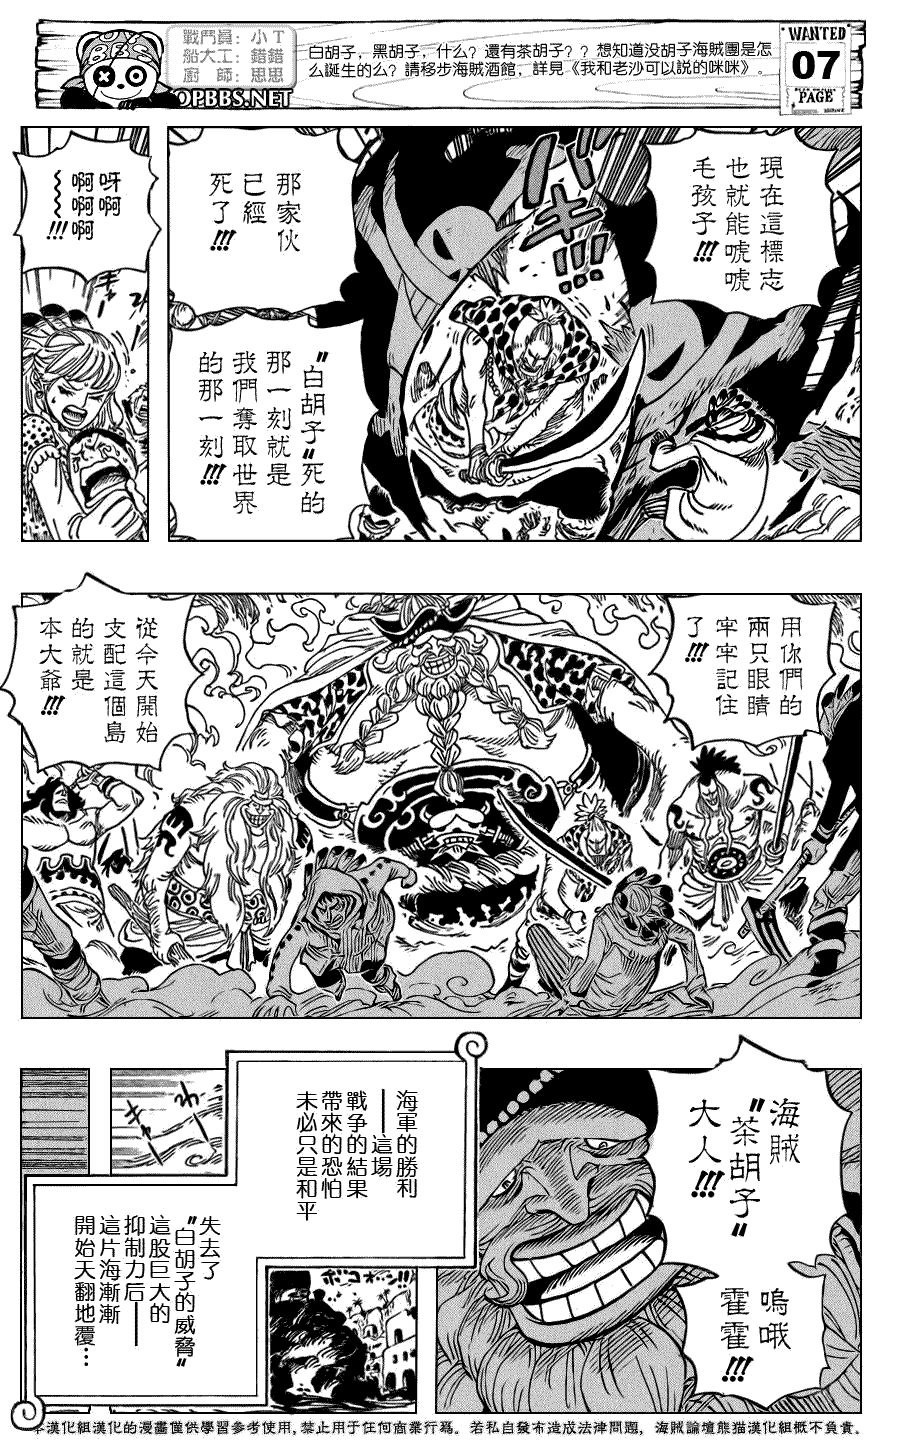 戰鬥員：小T
船大工：錯錯
廚　師：思思
OPBBS.NET
白胡子，黑胡子，什么？還有茶胡子？？想知道没胡子海賊團是怎
么誕生的么？請移步海賊酒館，詳見《我和老沙可以説的咪咪》。
WANTED
07
PAGE
現在這標志
也就能唬唬
毛孩子!!!
バキ!!!
那家伙
已經
死了!!!
"白胡子"死的
那一刻就是
我們奪取世界
的那一刻!!!
呀啊
啊啊
啊啊
～～!!!
キャー
用你們的
兩只眼睛
牢牢記住
了!!!
從今天開始
支配這個島
的就是
本大爺!!!
海賊
"茶胡子"
大人!!!
嗚哦
霍霍!!!
海軍的勝利
──這場
戰爭的結果
帶來的恐怕
未必只是和平
キャー
失去了
"白胡子的威脅"
這股巨大的
抑制力后──
這片海漸漸
開始天翻地覆…
本漢化組漢化的漫畫僅供學習參考使用,禁止用于任何商業行爲。若私自發布造成法律問題，海賊論壇熊猫漢化組概不負責。